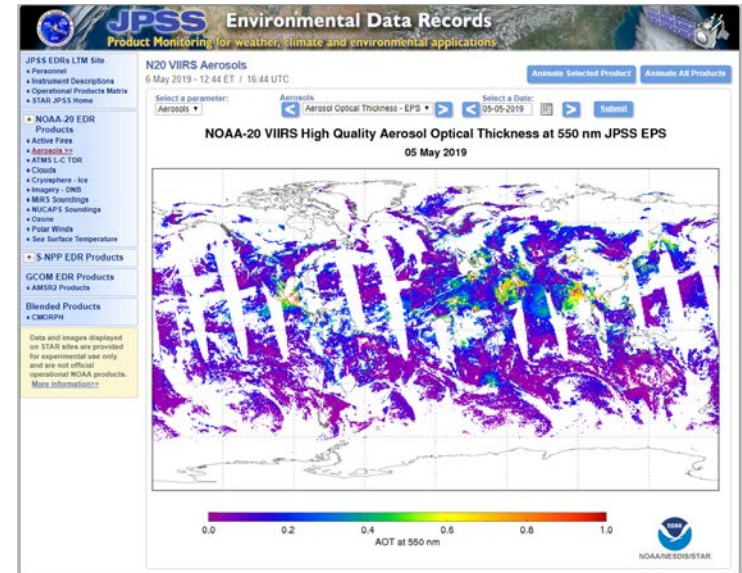 JPSS Environmental Data Records
Product Monitoring for weather, climate and environmental applications
JPSS EDRs LTM Site
Personnel
Instrument Descriptions
Operational Products Matrix
STAR JPSS Home
NOAA-20 EDR
Products
Active Fires
Aerosols >>
ATMS L-C TDR
Clouds
Cryosphere - Ice
Imagery - DNB
MiRS Soundings
NUCAPS Soundings
Ozone
Polar Winds
Sea Surface Temperature
S-NPP EDR Products
GCOM EDR Products
AMSR2 Products
Blended Products
CMORPH
Data and images displayed
on STAR sites are provided
for experimental use only
and are not official
operational NOAA products.
More information>>
N20 VIIRS Aerosols
6 May 2019 - 12:44 ET / 16:44 UTC
Animate Selected Product
Animate All Products
Select a parameter:
Aerosols
Aerosols
< Aerosol Optical Thickness - EPS >
Select a Date:
< 05-05-2019 >
Submit
NOAA-20 VIIRS High Quality Aerosol Optical Thickness at 550 nm JPSS EPS
05 May 2019
0.0 0.2 0.4 0.6 0.8 1.0
AOT at 550 nm
NOAA
NOAA/NESDIS/STAR